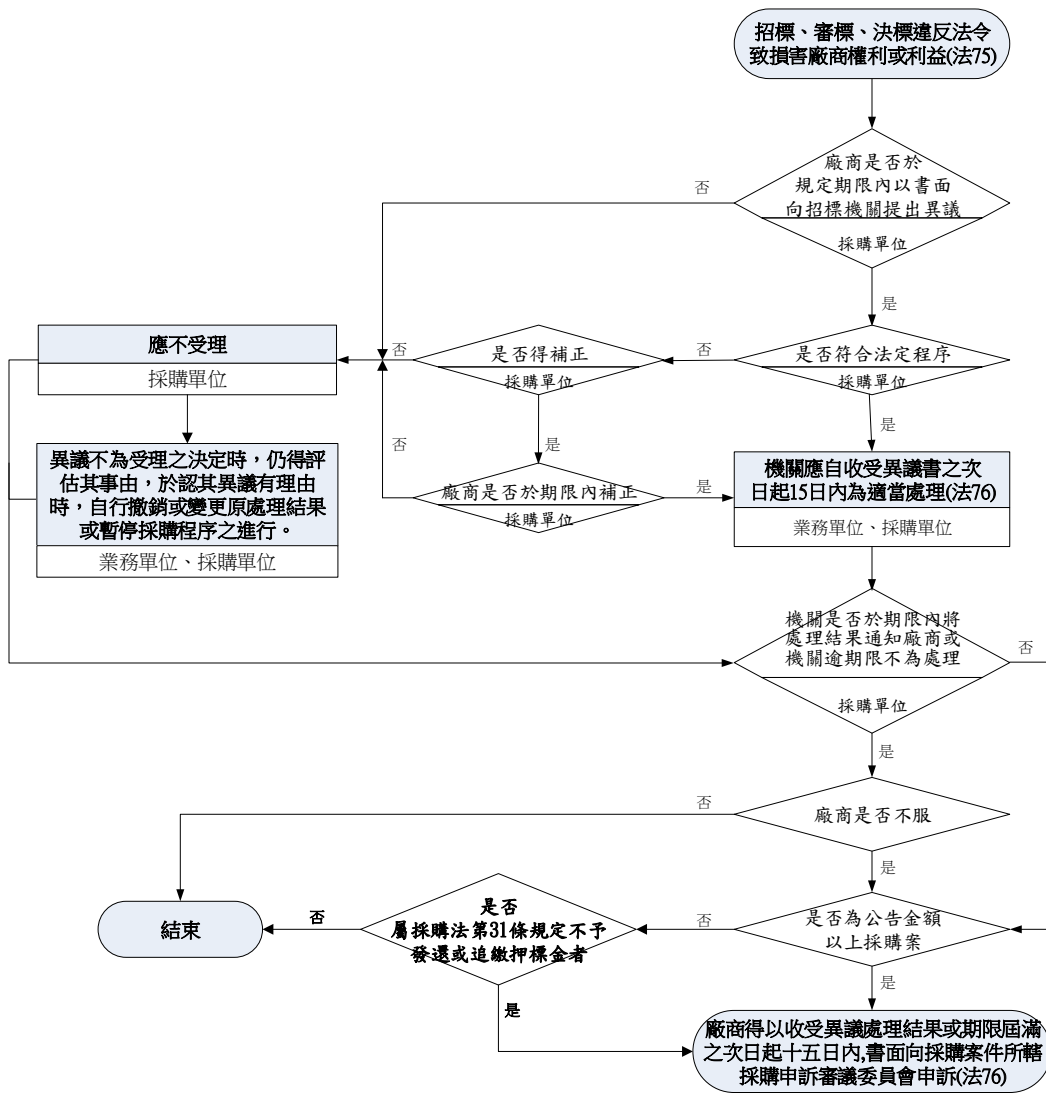 招標、審標、決標違反法令
致損害廠商權利或利益(法75)
廠商是否於
規定期限內以書面
向招標機關提出異議
採購單位
否
是
應不受理
採購單位
否
是否得補正
採購單位
否
是否符合法定程序
採購單位
是
是
異議不為受理之決定時，仍得評
估其事由，於認其異議有理由
時，自行撤銷或變更原處理結果
或暫停採購程序之進行。
業務單位、採購單位
否
廠商是否於期限內補正
採購單位
是
機關應自收受異議書之次
日起15日內為適當處理(法76)
業務單位、採購單位
機關是否於期限內將
處理結果通知廠商或
機關逾期限不為處理
採購單位
否
是
廠商是否不服
否
是
結束
否
是否
屬採購法第31條規定不予
發還或追繳押標金者
否
是否為公告金額
以上採購案
是
是
廠商得以收受異議處理結果或期限屆滿
之次日起十五日內,書面向採購案件所轄
採購申訴審議委員會申訴(法76)